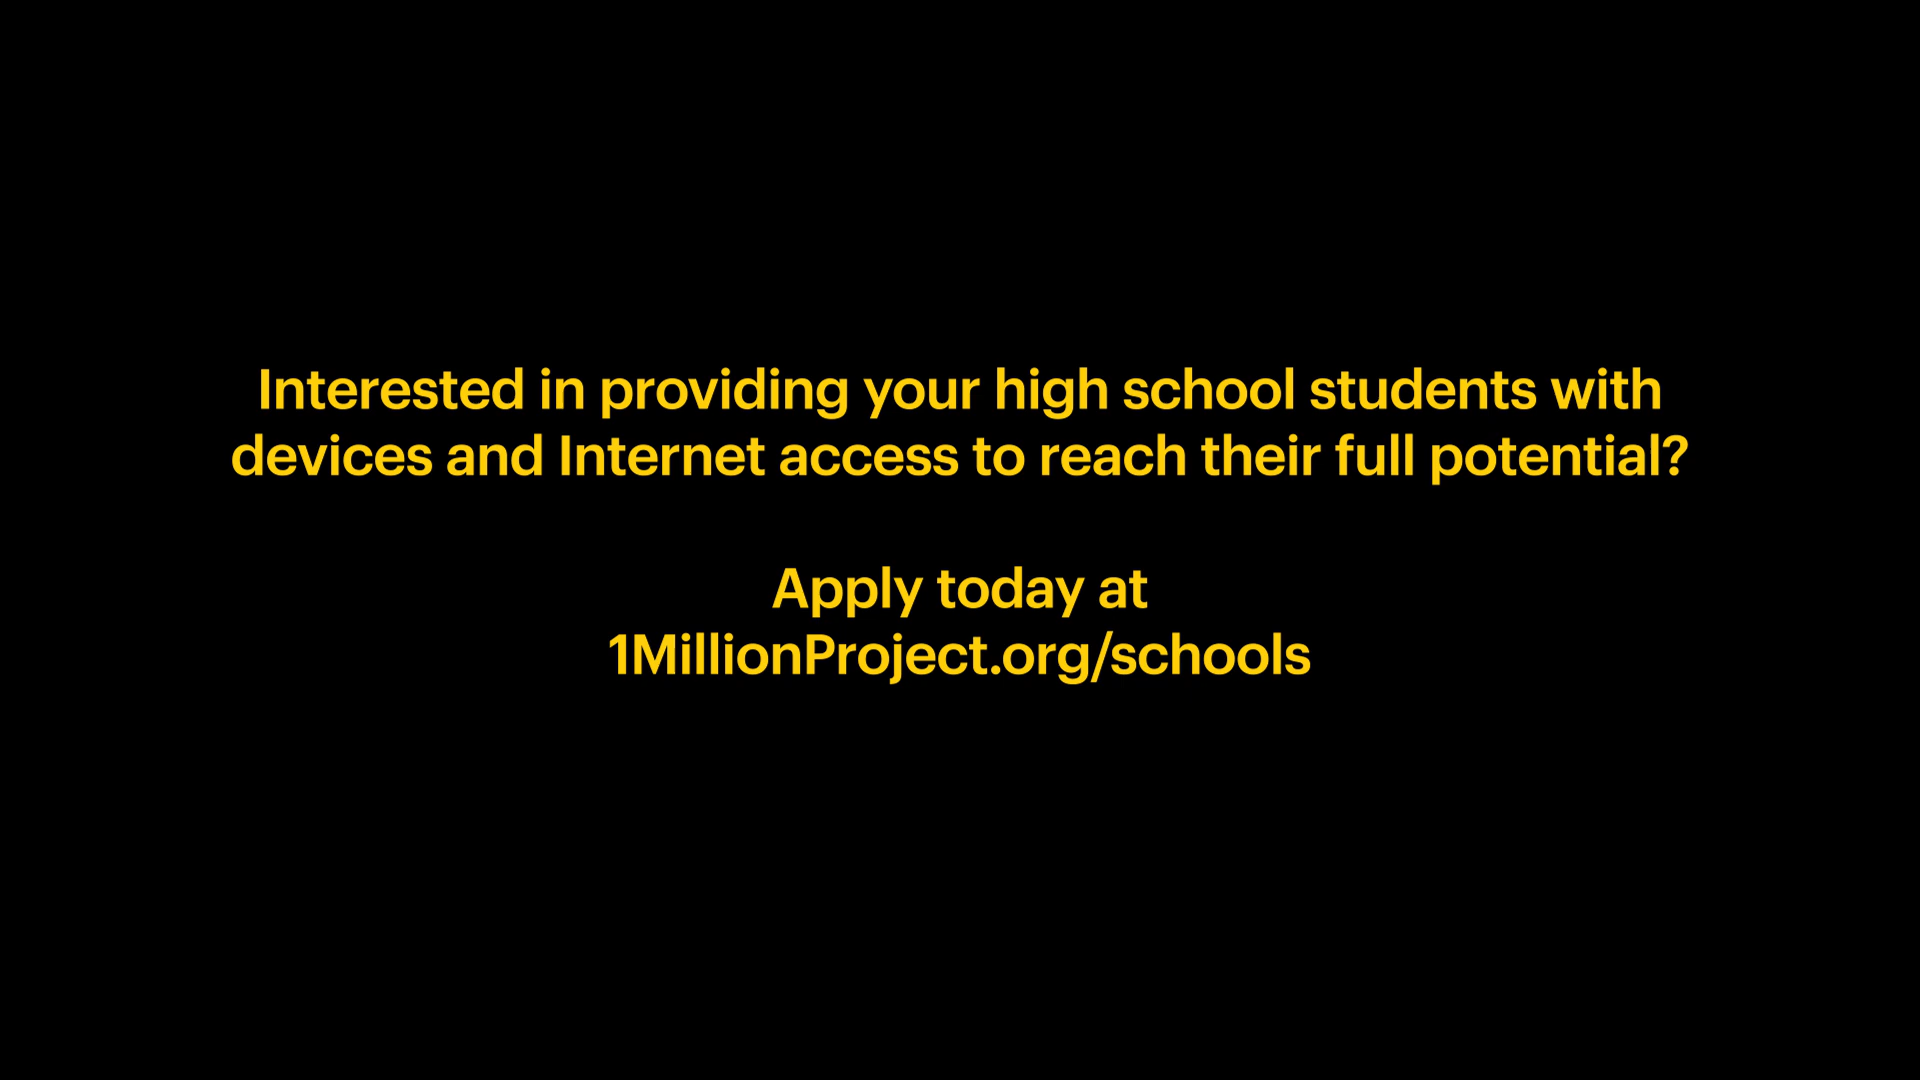 Interested in providing your high school students with
devices and Internet access to reach their full potential?
Apply today at
1MillionProject.org/schools